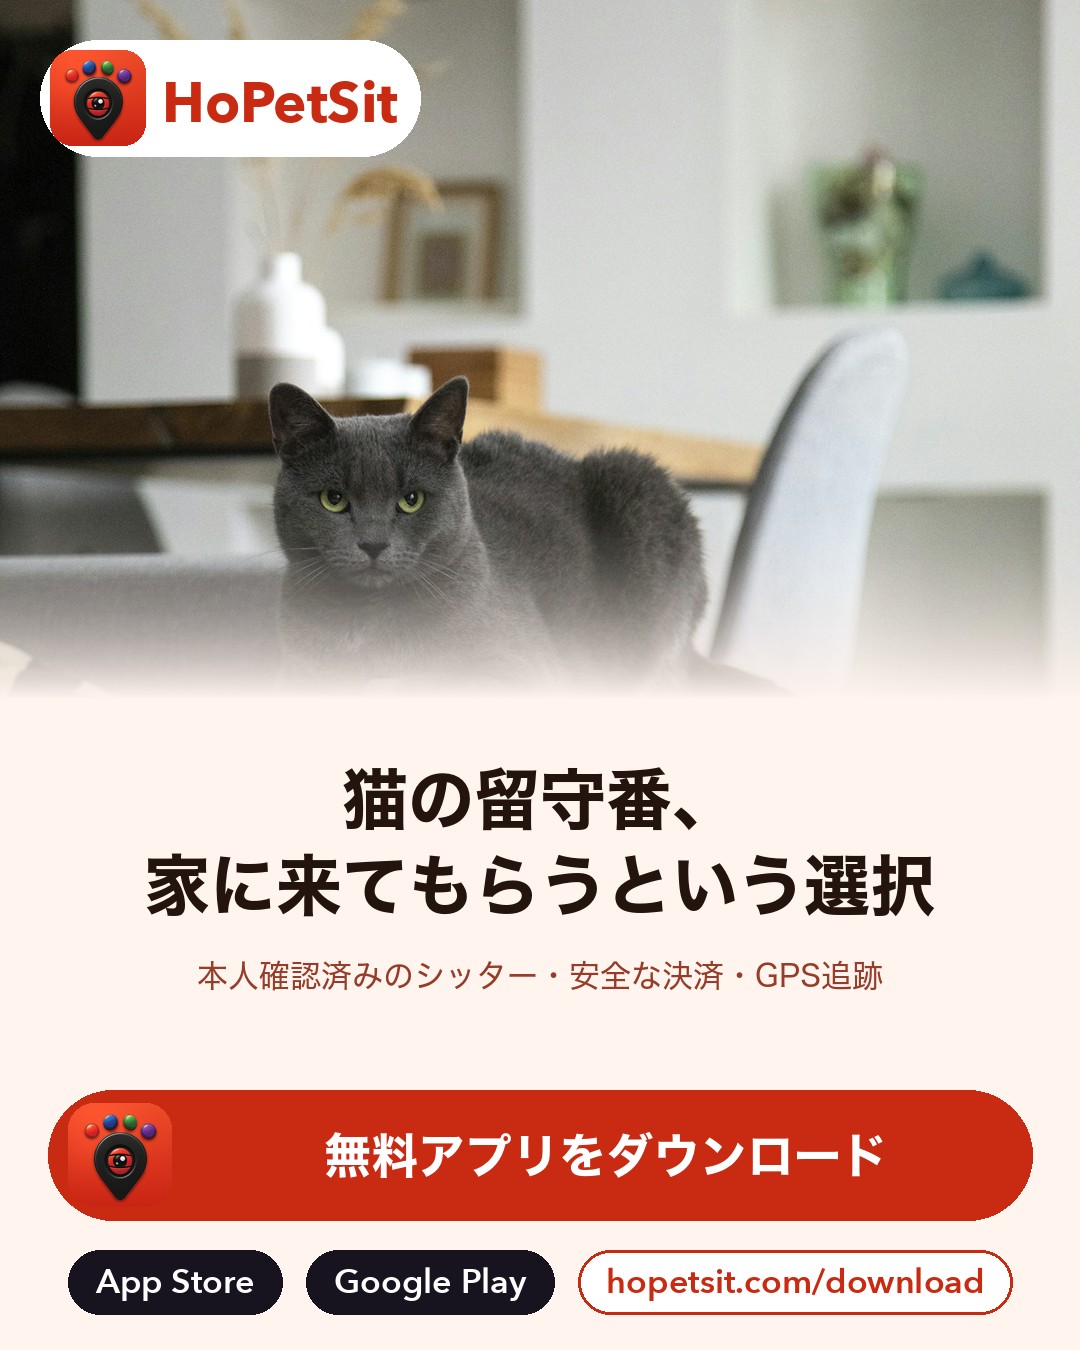 HoPetSit
猫の留守番、
家に来てもらうという選択
本人確認済みのシッター・安全な決済・GPS追跡
無料アプリをダウンロード
App Store
Google Play
hopetsit.com/download